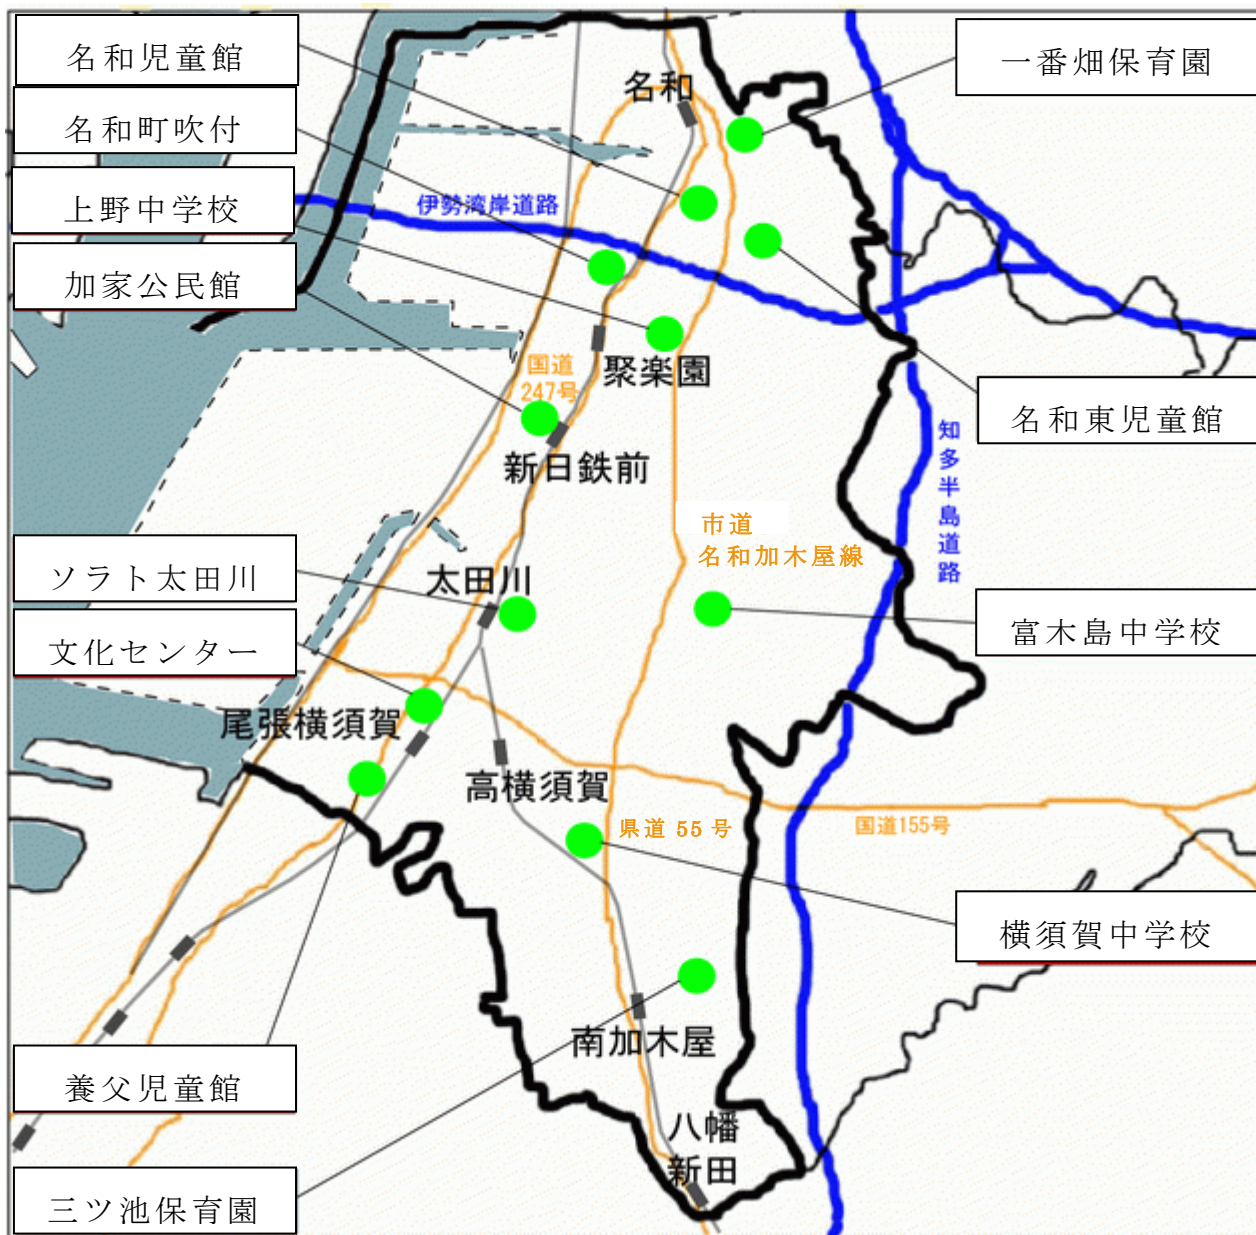 名和児童館
名和町吹付
上野中学校
加家公民館
一番畑保育園
名和
伊勢湾岸道路
聚楽園
国道
247号
新日鉄前
名和東児童館
知多半島道路
市道
名和加木屋線
ソラト太田川
太田川
文化センター
富木島中学校
尾張横須賀
高横須賀
県道 55 号
国道155号
横須賀中学校
南加木屋
養父児童館
八幡
新田
三ツ池保育園